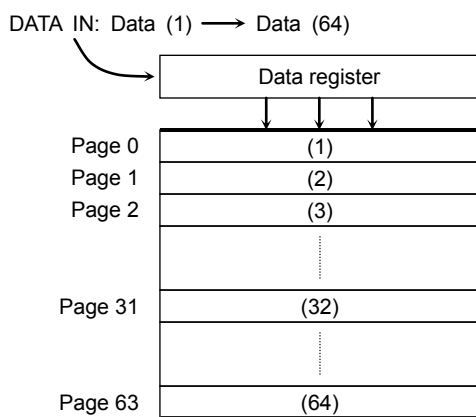 DATA IN: Data (1) Data (64)
Data register
Page 0 (1)
Page 1 (2)
Page 2 (3)
Page 31 (32)
Page 63 (64)